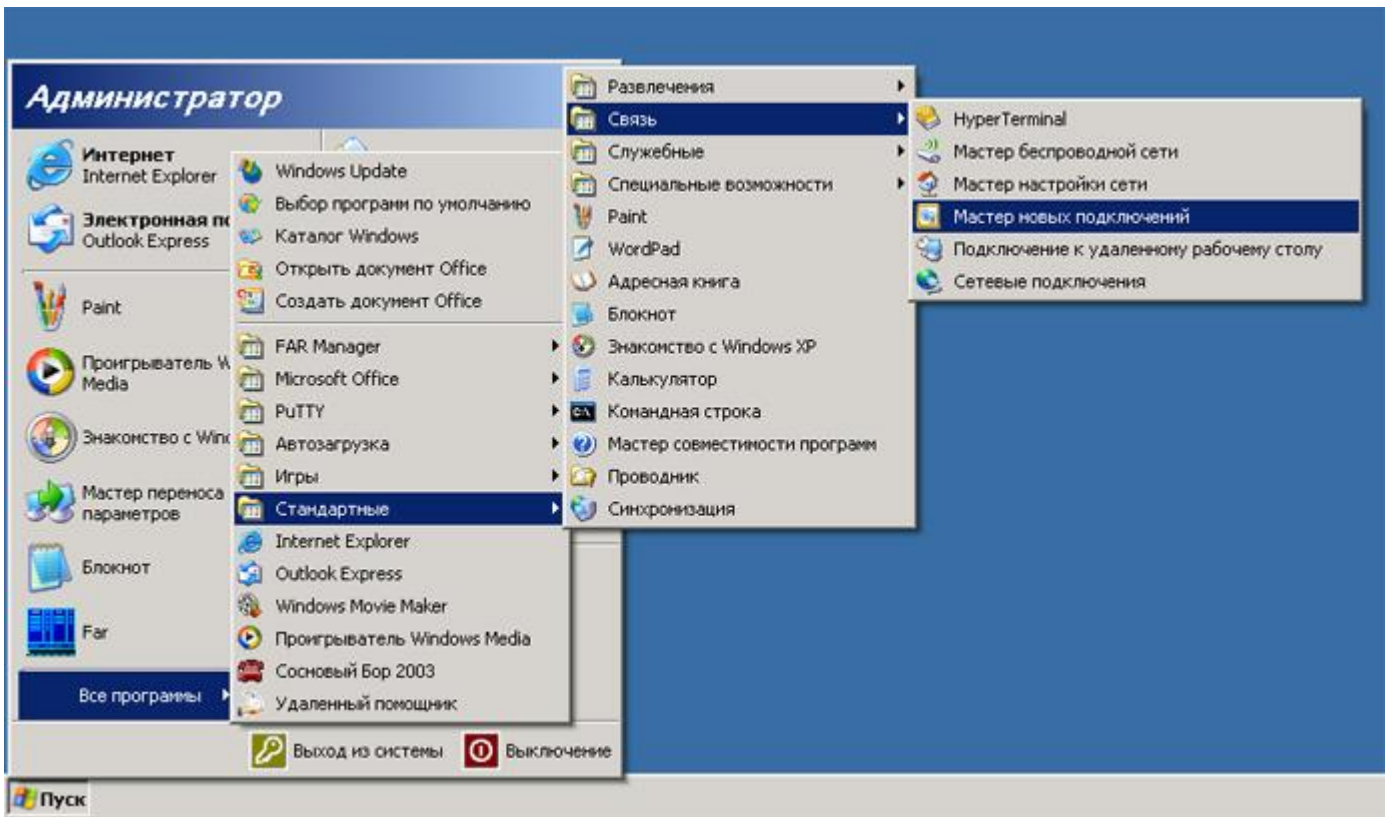 Администратор
Интернет
Internet Explorer
Электронная по
Outlook Express
Paint
Проигрыватель W
Media
Знакомство с Wind
Мастер переноса
параметров
Блокнот
Far
Все программы
Windows Update
Выбор программ по умолчанию
Каталог Windows
Открыть документ Office
Создать документ Office
FAR Manager
Microsoft Office
PuTTY
Автозагрузка
Игры
Стандартные
Internet Explorer
Outlook Express
Windows Movie Maker
Проигрыватель Windows Media
Сосновый Бор 2003
Удаленный помощник
Развлечения
Связь
Служебные
Специальные возможности
Paint
WordPad
Адресная книга
Блокнот
Знакомство с Windows XP
Калькулятор
Командная строка
Мастер совместимости программ
Проводник
Синхронизация
HyperTerminal
Мастер беспроводной сети
Мастер настройки сети
Мастер новых подключений
Подключение к удаленному рабочему столу
Сетевые подключения
Выход из системы
Выключение
Пуск